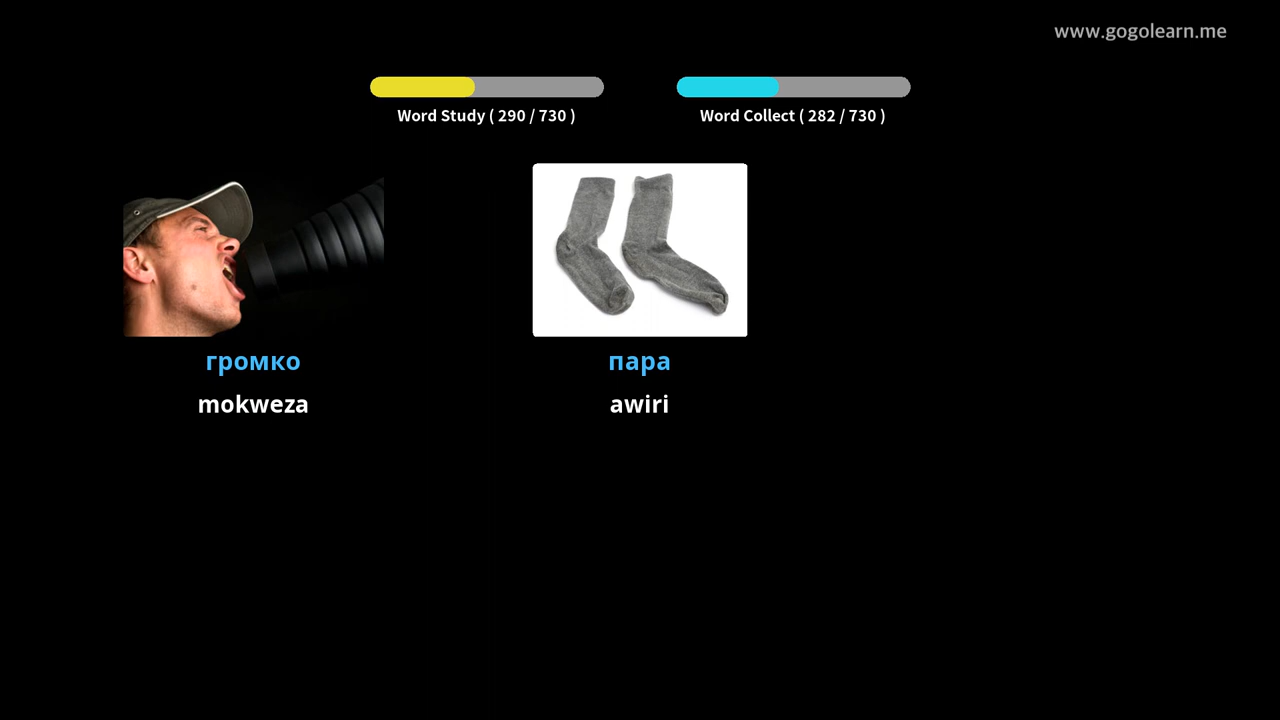 www.gogolearn.me
Word Study ( 290 / 730 )
Word Collect ( 282 / 730 )
громко
mokweza
пара
awiri